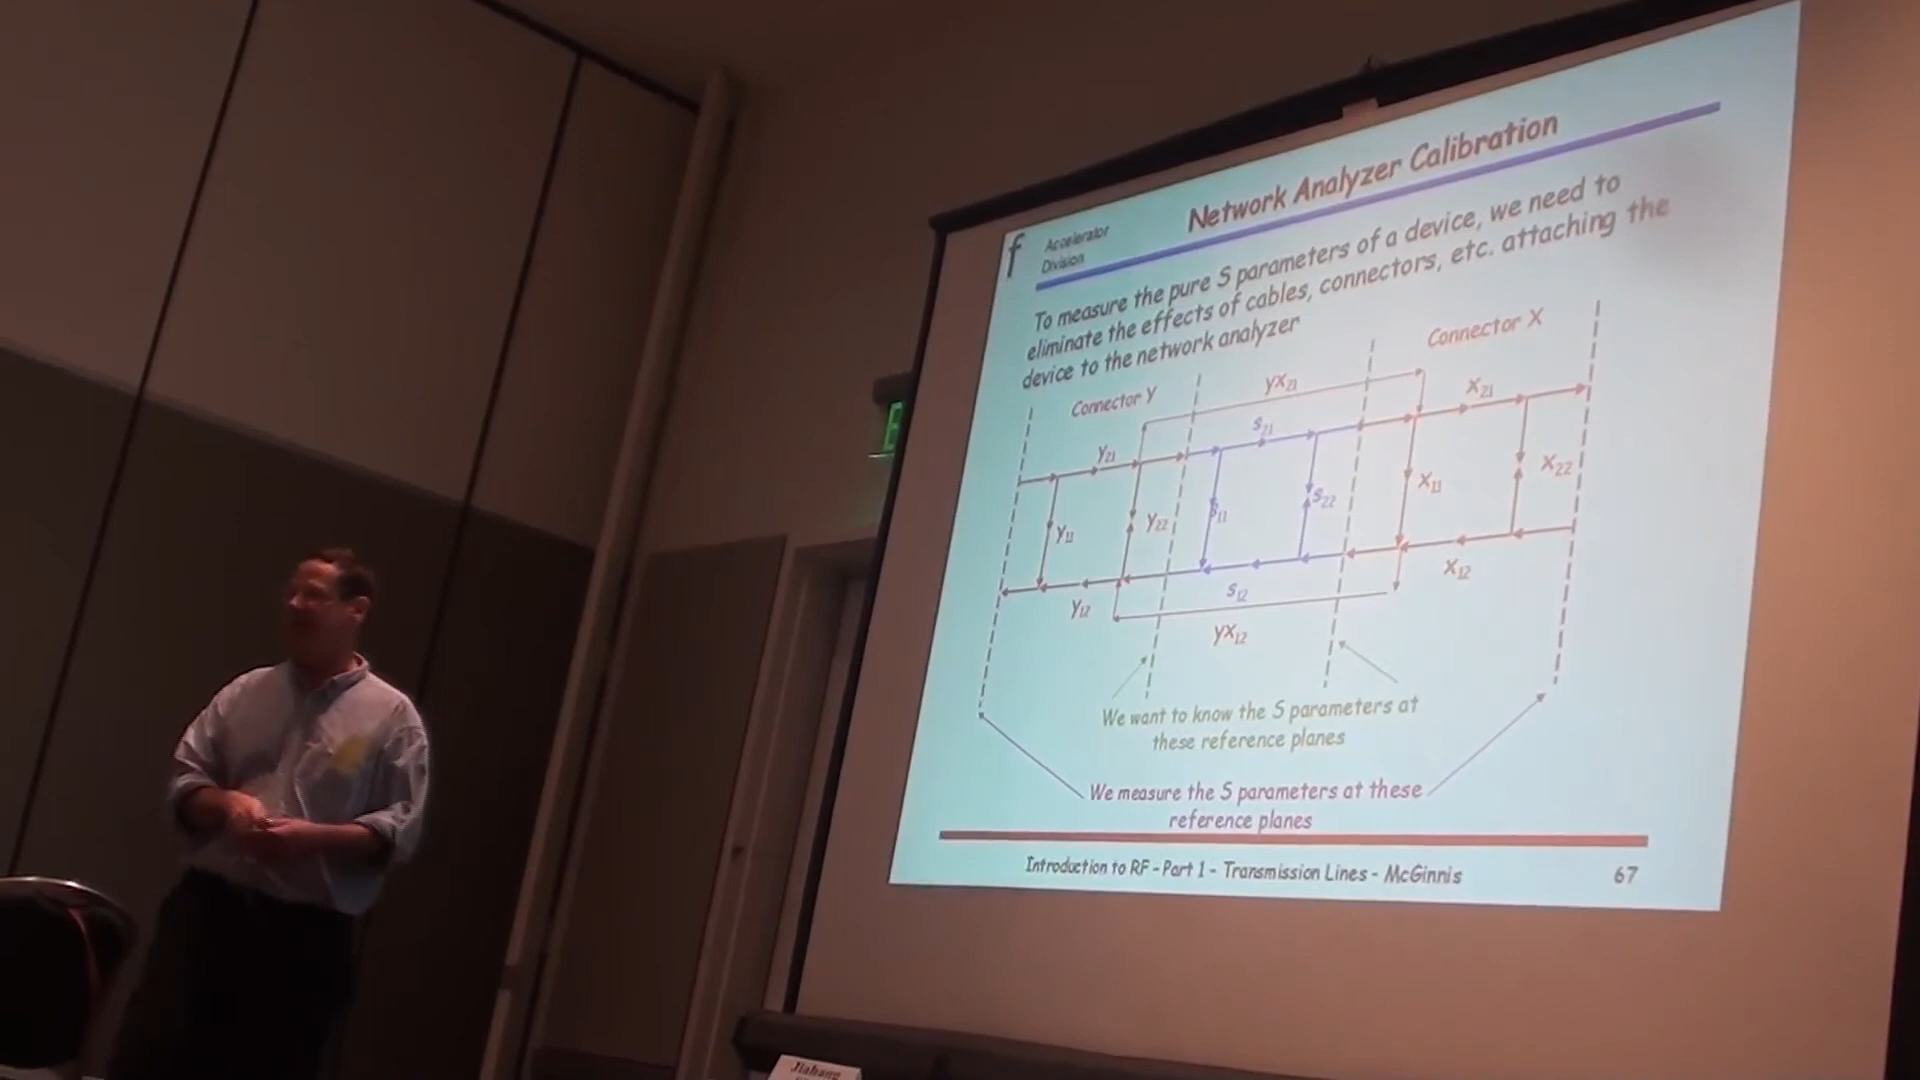 Network Analyzer Calibration
f
Accelerator
Division
To measure the pure S parameters of a device, we need to
eliminate the effects of cables, connectors, etc. attaching the
device to the network analyzer
Connector Y
Connector X
yx21
x21
s21
y21
x11
x22
s22
s11
y22
y11
x12
s12
y12
yx12
We want to know the S parameters at
these reference planes
We measure the S parameters at these
reference planes
Introduction to RF - Part 1 - Transmission Lines - McGinnis
67